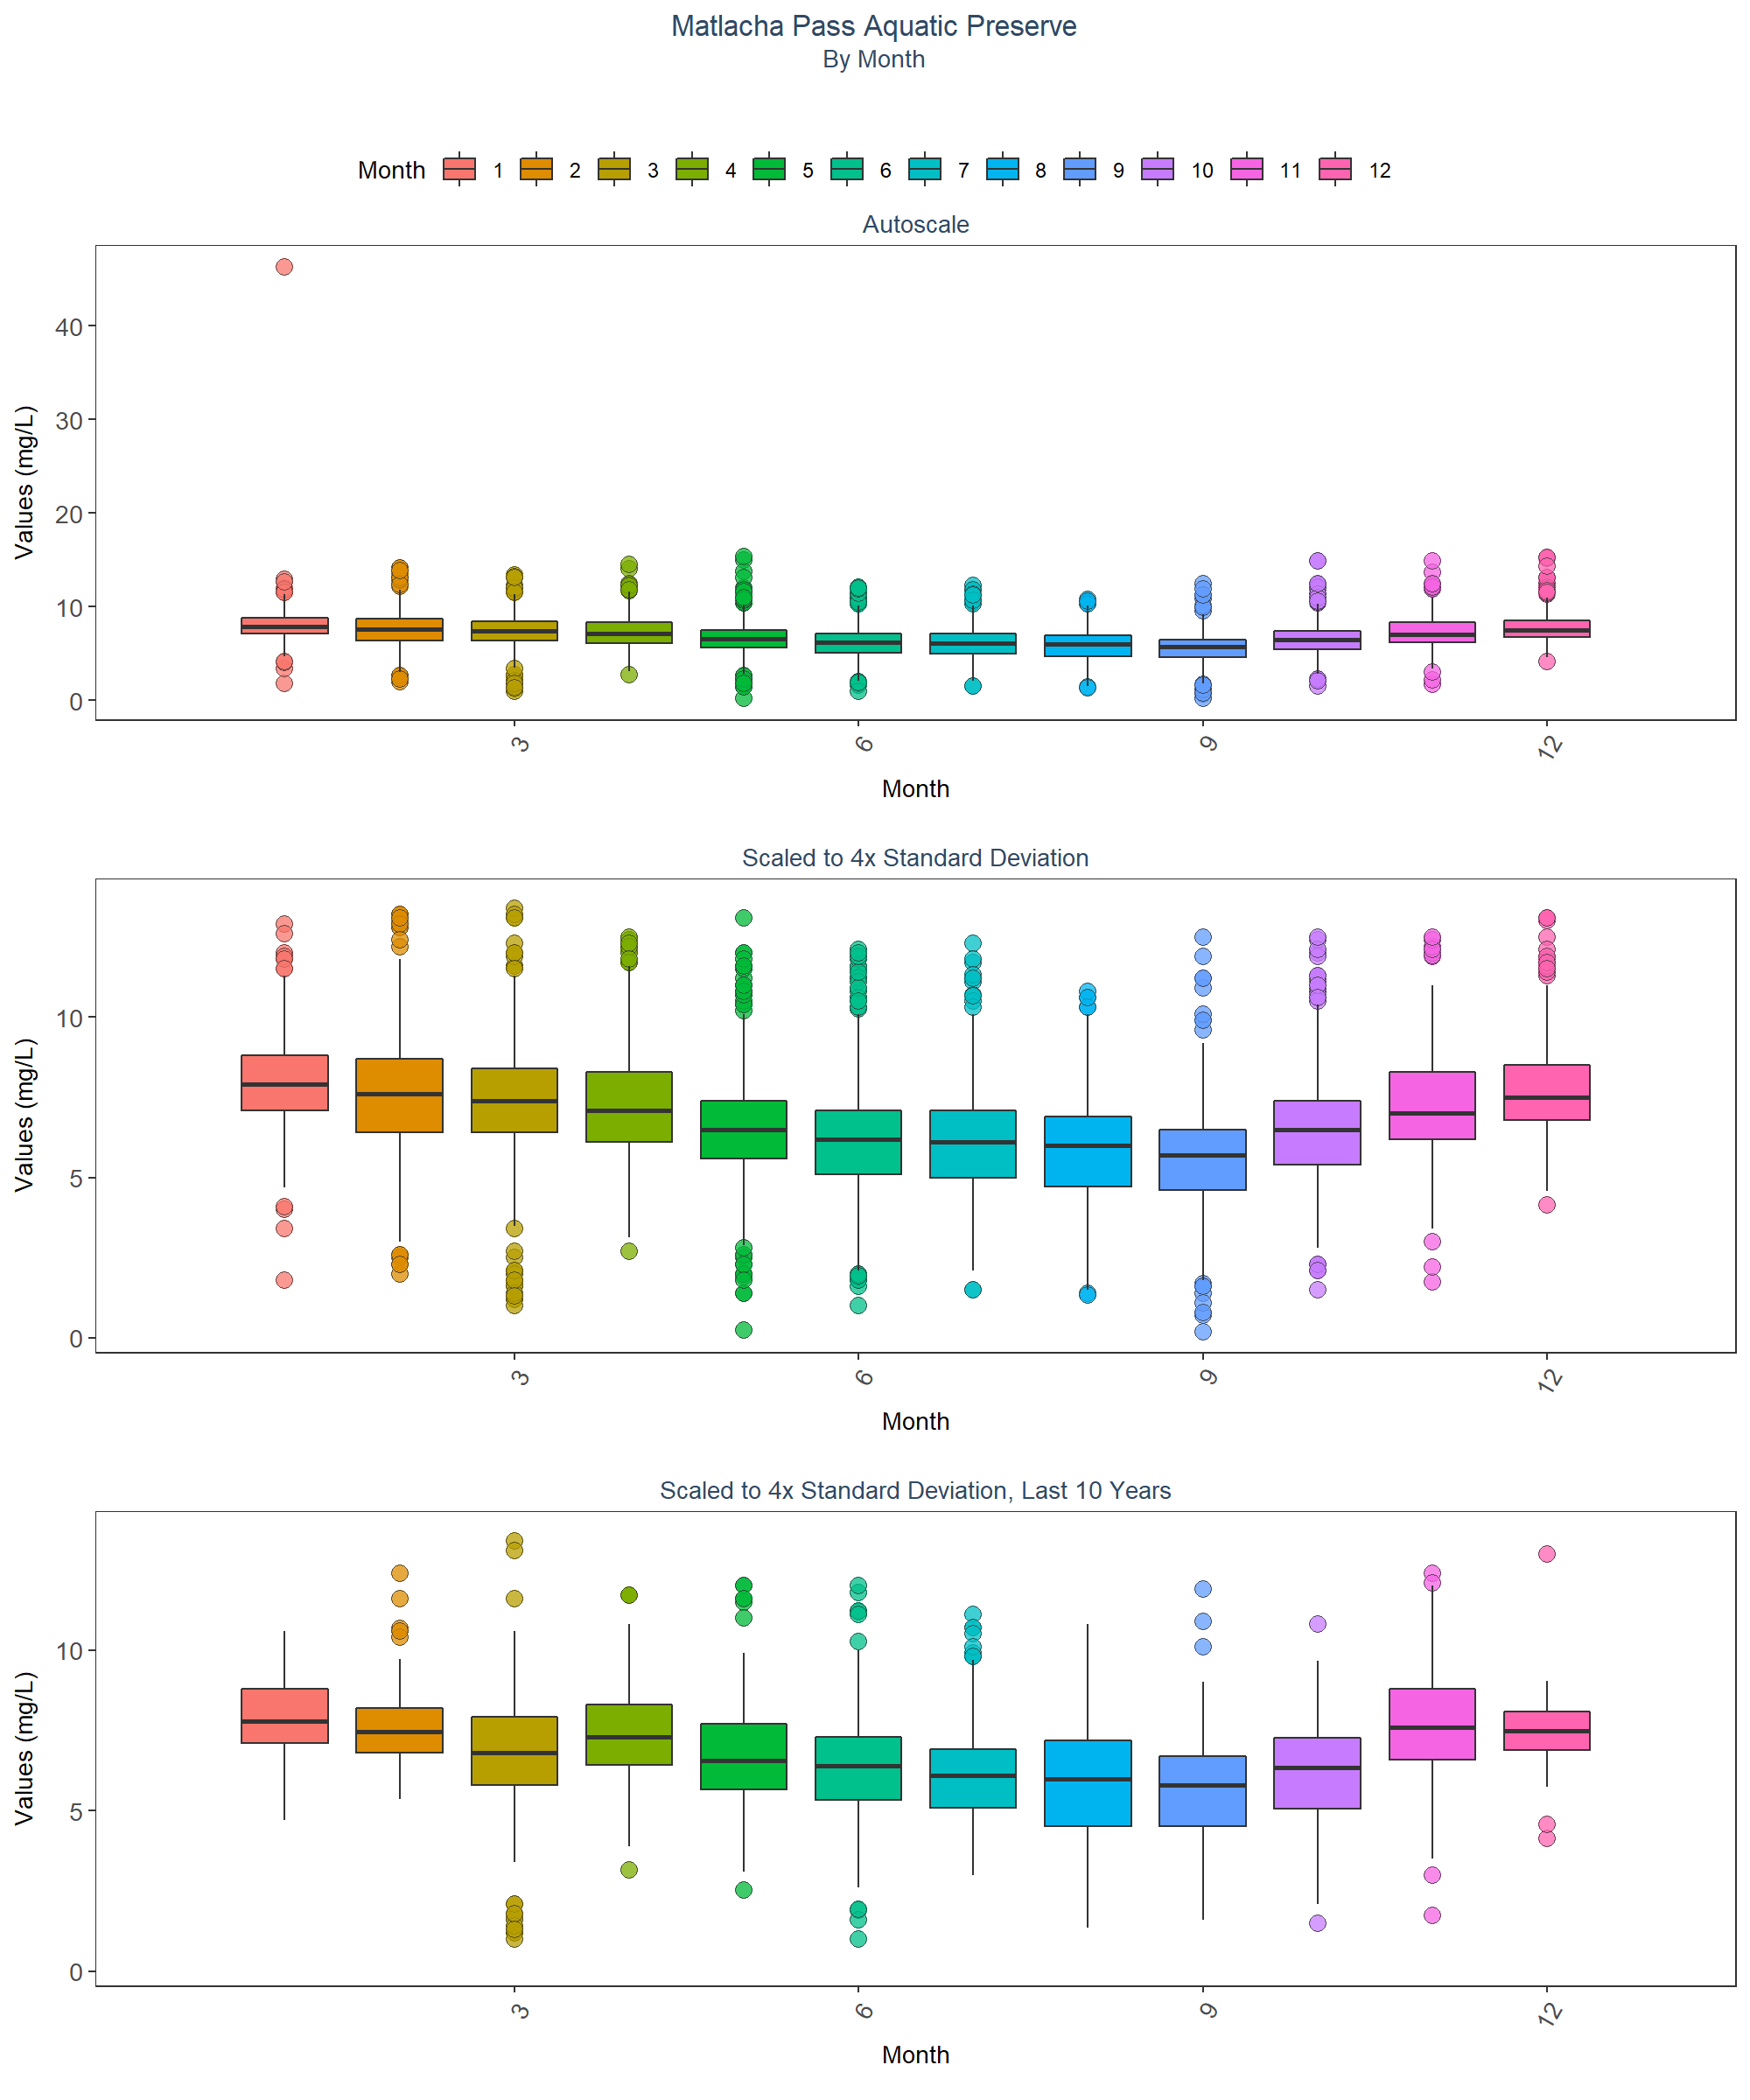 Matlacha Pass Aquatic Preserve
By Month
Month 1 2 3 4 5 6 7 8 9 10 11 12
Autoscale
Values (mg/L)
40
30
20
10
0
3 6 9 12
Month
Scaled to 4x Standard Deviation
Values (mg/L)
10
5
0
3 6 9 12
Month
Scaled to 4x Standard Deviation, Last 10 Years
Values (mg/L)
10
5
0
3 6 9 12
Month